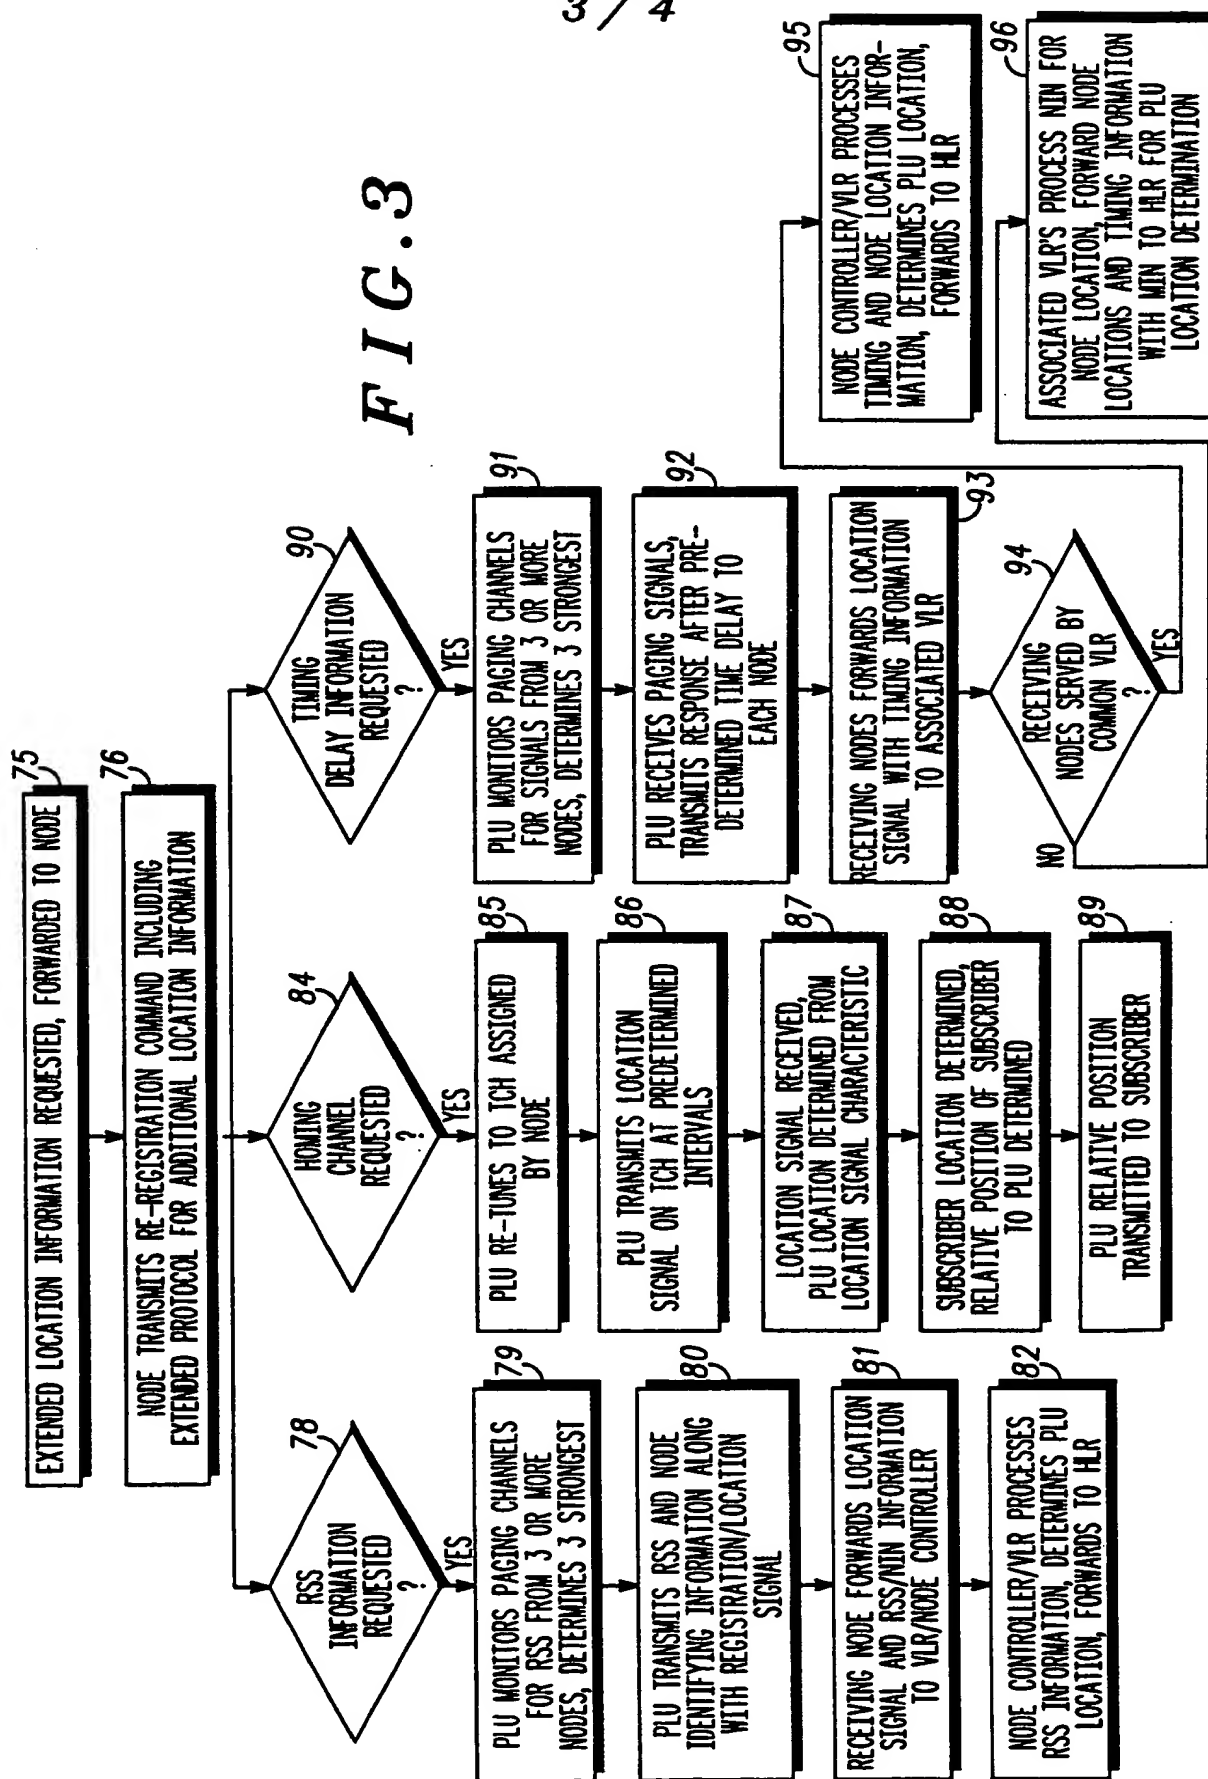 3/4
FIG.3
75
EXTENDED LOCATION INFORMATION REQUESTED, FORWARDED TO NODE
76
NODE TRANSMITS RE-REGISTRATION COMMAND INCLUDING
EXTENDED PROTOCOL FOR ADDITIONAL LOCATION INFORMATION
78
RSS
INFORMATION
REQUESTED
?
YES
79
PLU MONITORS PAGING CHANNELS
FOR RSS FROM 3 OR MORE
NODES, DETERMINES 3 STRONGEST
80
PLU TRANSMITS RSS AND NODE
IDENTIFYING INFORMATION ALONG
WITH REGISTRATION/LOCATION
SIGNAL
81
RECEIVING NODE FORWARDS LOCATION
SIGNAL AND RSS/NIN INFORMATION
TO VLR/NODE CONTROLLER
82
NODE CONTROLLER/VLR PROCESSES
RSS INFORMATION, DETERMINES PLU
LOCATION, FORWARDS TO HLR
84
HOMING
CHANNEL
REQUESTED
?
YES
85
PLU RE-TUNES TO TCH ASSIGNED
BY NODE
86
PLU TRANSMITS LOCATION
SIGNAL ON TCH AT PREDETERMINED
INTERVALS
87
LOCATION SIGNAL RECEIVED,
PLU LOCATION DETERMINED FROM
LOCATION SIGNAL CHARACTERISTIC
88
SUBSCRIBER LOCATION DETERMINED,
RELATIVE POSITION OF SUBSCRIBER
TO PLU DETERMINED
89
PLU RELATIVE POSITION
TRANSMITTED TO SUBSCRIBER
90
TIMING
DELAY INFORMATION
REQUESTED
?
YES
91
PLU MONITORS PAGING CHANNELS
FOR SIGNALS FROM 3 OR MORE
NODES, DETERMINES 3 STRONGEST
92
PLU RECEIVES PAGING SIGNALS,
TRANSMITS RESPONSE AFTER PRE-
DETERMINED TIME DELAY TO
EACH NODE
93
RECEIVING NODES FORWARDS LOCATION
SIGNAL WITH TIMING INFORMATION
TO ASSOCIATED VLR
94
RECEIVING
NODES SERVED BY
COMMON VLR
?
NO
YES
95
NODE CONTROLLER/VLR PROCESSES
TIMING AND NODE LOCATION INFOR-
MATION, DETERMINES PLU LOCATION,
FORWARDS TO HLR
96
ASSOCIATED VLR'S PROCESS NIN FOR
NODE LOCATION, FORWARD NODE
LOCATIONS AND TIMING INFORMATION
WITH MIN TO HLR FOR PLU
LOCATION DETERMINATION